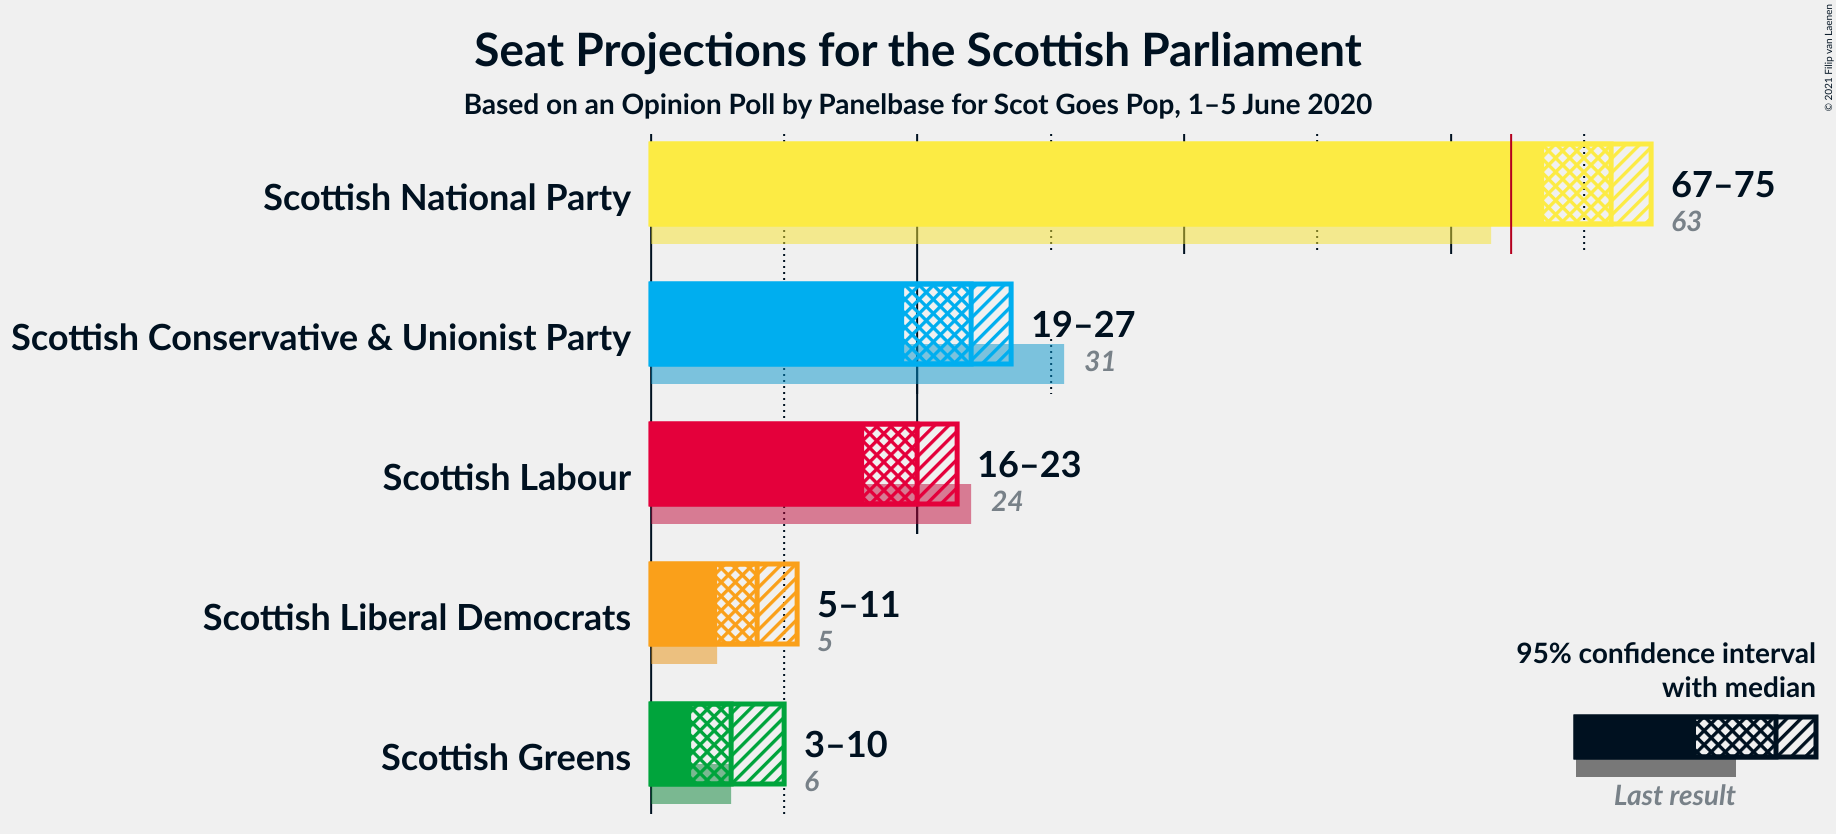 Seat Projections for the Scottish Parliament
Based on an Opinion Poll by Panelbase for Scot Goes Pop, 1–5 June 2020
© 2021 Filip van Laenen
Scottish National Party
67–75
63
Scottish Conservative & Unionist Party
19–27
31
Scottish Labour
16–23
24
Scottish Liberal Democrats
5–11
5
Scottish Greens
3–10
6
95% confidence interval
with median
Last result